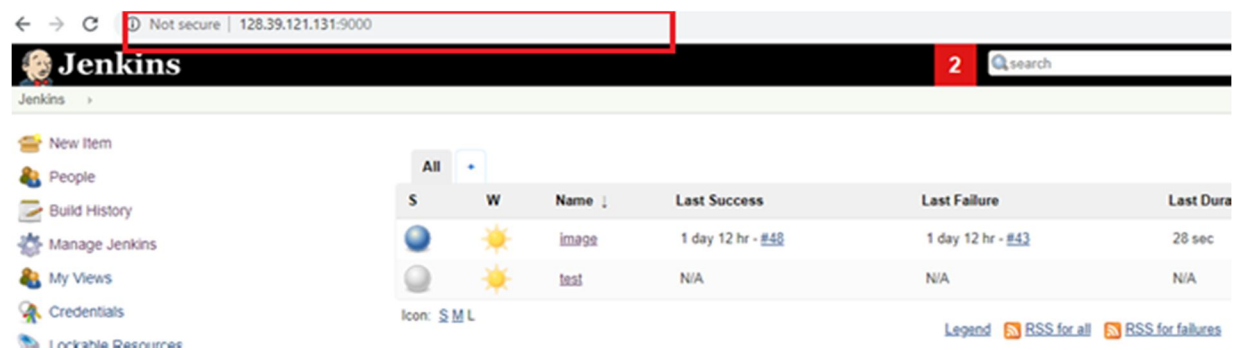 Not secure | 128.39.121.131:9000
Jenkins 2 search
Jenkins ›
New Item
People
Build History
Manage Jenkins
My Views
Credentials
Lockable Resources
All +
S W Name ↓ Last Success Last Failure Last Dura
image 1 day 12 hr - #48 1 day 12 hr - #43 28 sec
test N/A N/A N/A
Icon: S M L
Legend RSS for all RSS for failures